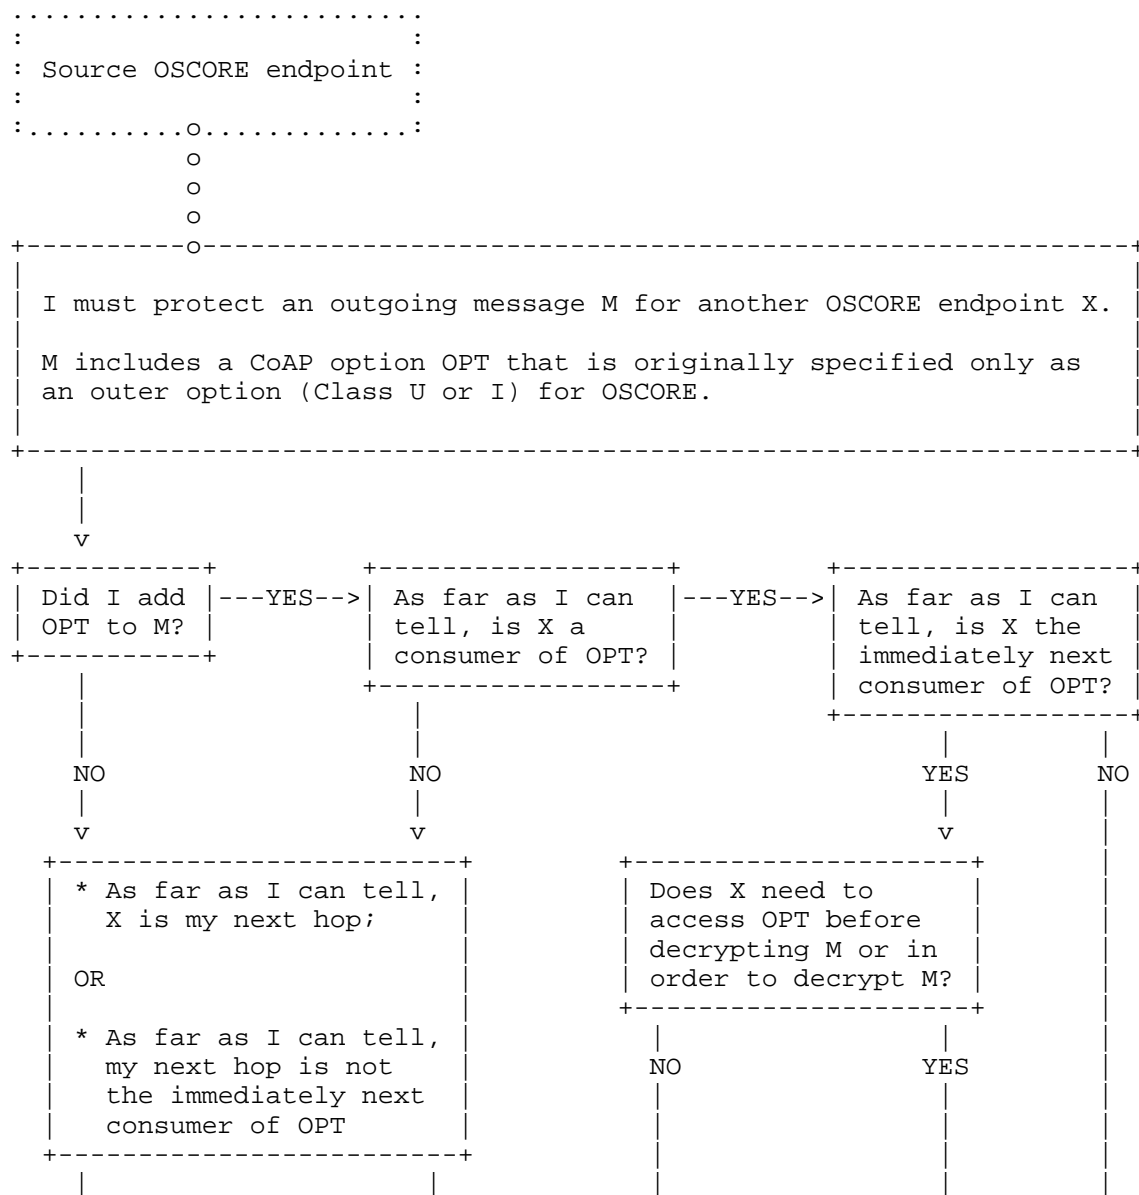 Source OSCORE endpoint
I must protect an outgoing message M for another OSCORE endpoint X.
M includes a CoAP option OPT that is originally specified only as
an outer option (Class U or I) for OSCORE.
Did I add
OPT to M?
YES
As far as I can
tell, is X a
consumer of OPT?
YES
As far as I can
tell, is X the
immediately next
consumer of OPT?
NO
NO
YES
NO
* As far as I can tell,
X is my next hop;
OR
* As far as I can tell,
my next hop is not
the immediately next
consumer of OPT
Does X need to
access OPT before
decrypting M or in
order to decrypt M?
NO
YES